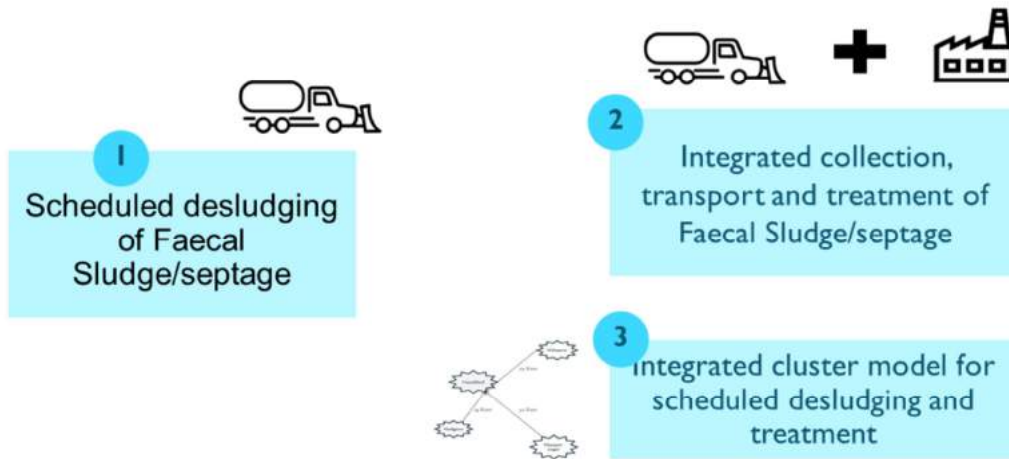 1
Scheduled desludging
of Faecal
Sludge/septage
2
Integrated collection,
transport and treatment of
Faecal Sludge/septage
3
Integrated cluster model for
scheduled desludging and
treatment